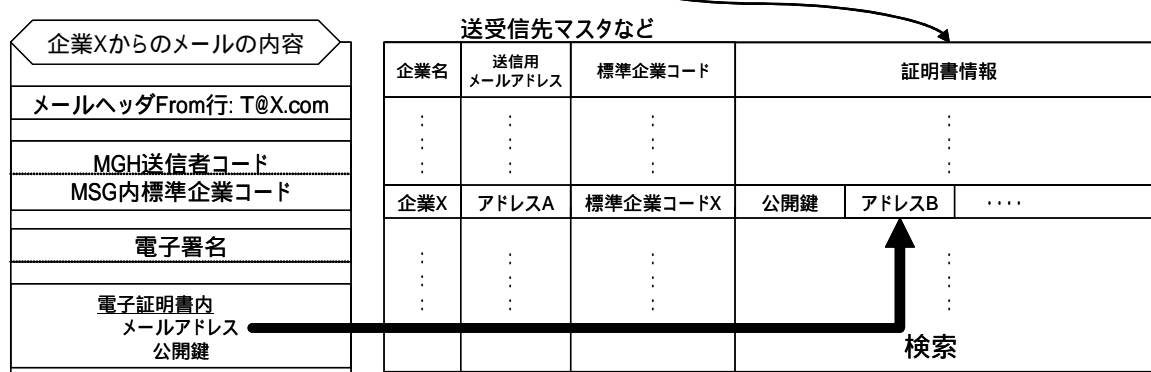 企業Xからのメールの内容
メールヘッダFrom行: T@X.com
MGH送信者コード
MSG内標準企業コード
電子署名
電子証明書内
メールアドレス
公開鍵
送受信先マスタなど
企業名 送信用メールアドレス 標準企業コード 証明書情報
企業X アドレスA 標準企業コードX 公開鍵 アドレスB ････
検索